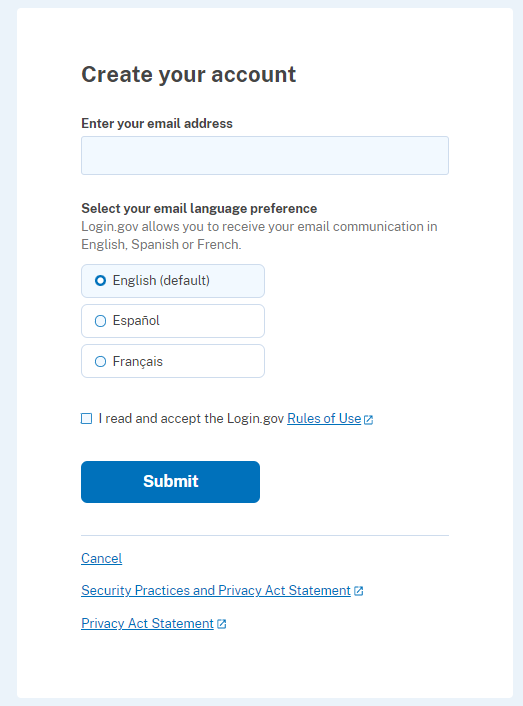 Create your account
Enter your email address
Select your email language preference
Login.gov allows you to receive your email communication in
English, Spanish or French.
English (default)
Español
Français
I read and accept the Login.gov Rules of Use
Submit
Cancel
Security Practices and Privacy Act Statement
Privacy Act Statement